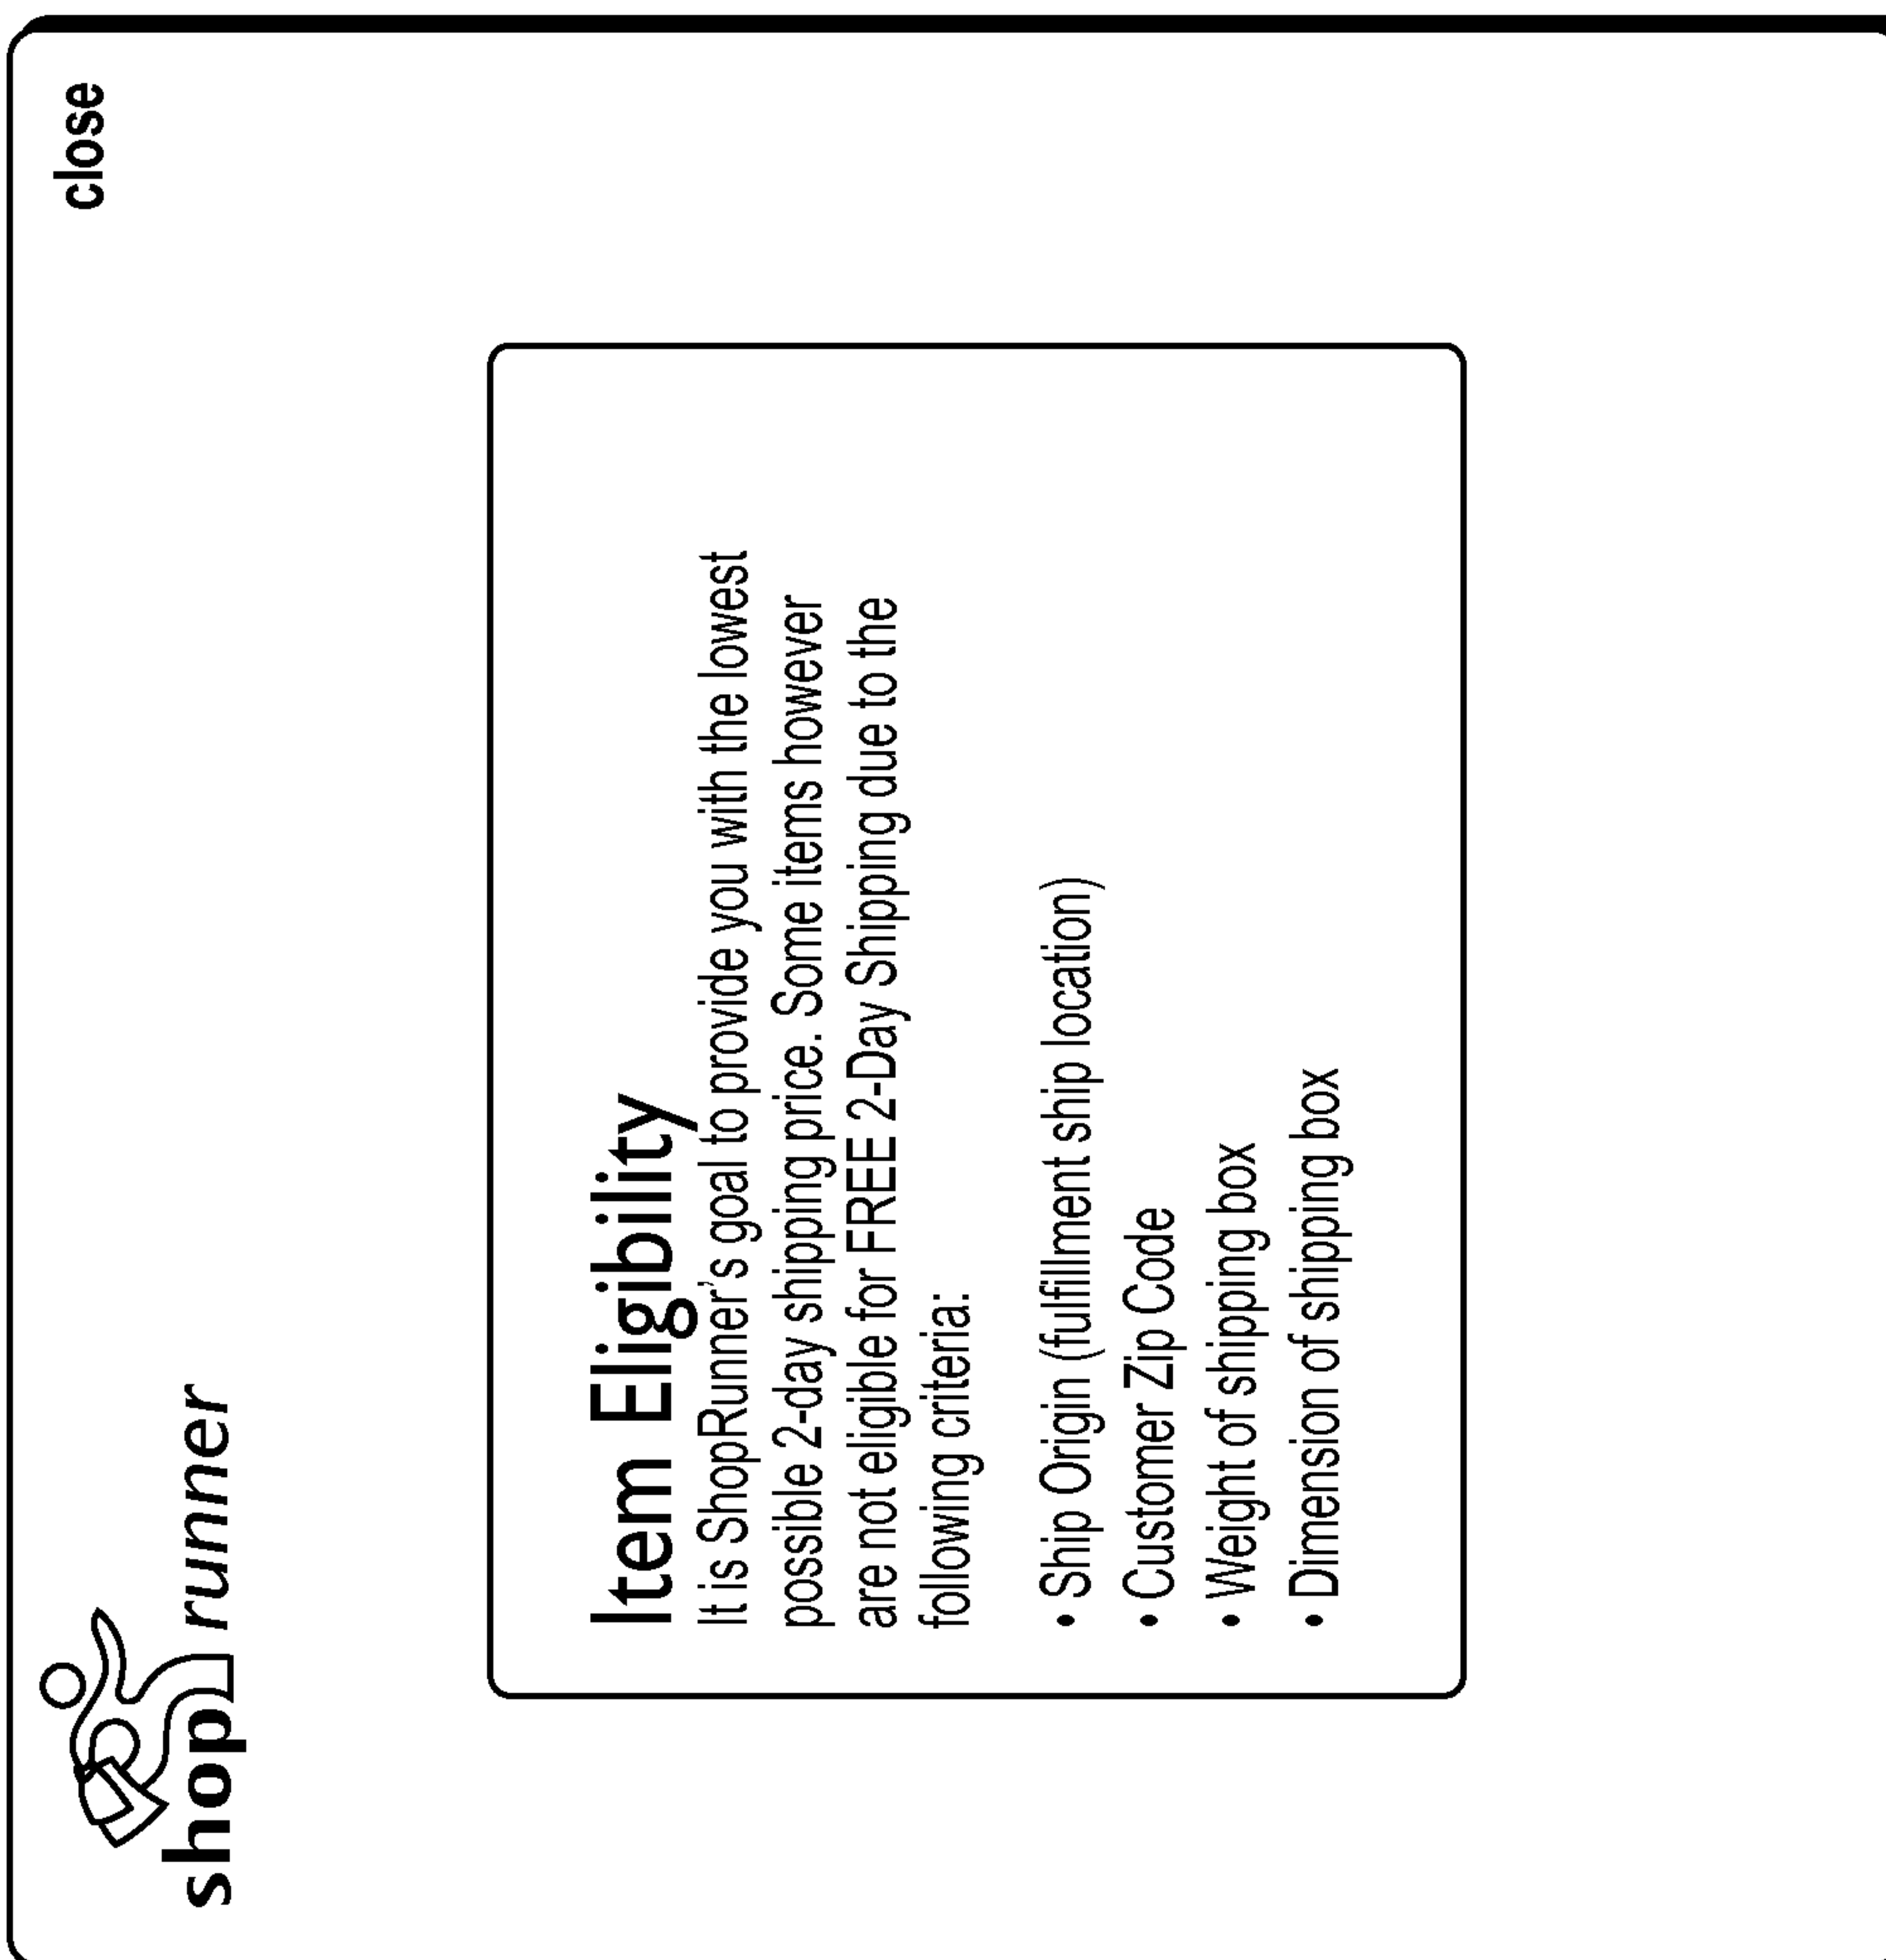 shop runner
close
Item Eligibility
It is ShopRunner's goal to provide you with the lowest
possible 2-day shipping price. Some items however
are not eligible for FREE 2-Day Shipping due to the
following criteria:
• Ship Origin (fulfillment ship location)
• Customer Zip Code
• Weight of shipping box
• Dimension of shipping box